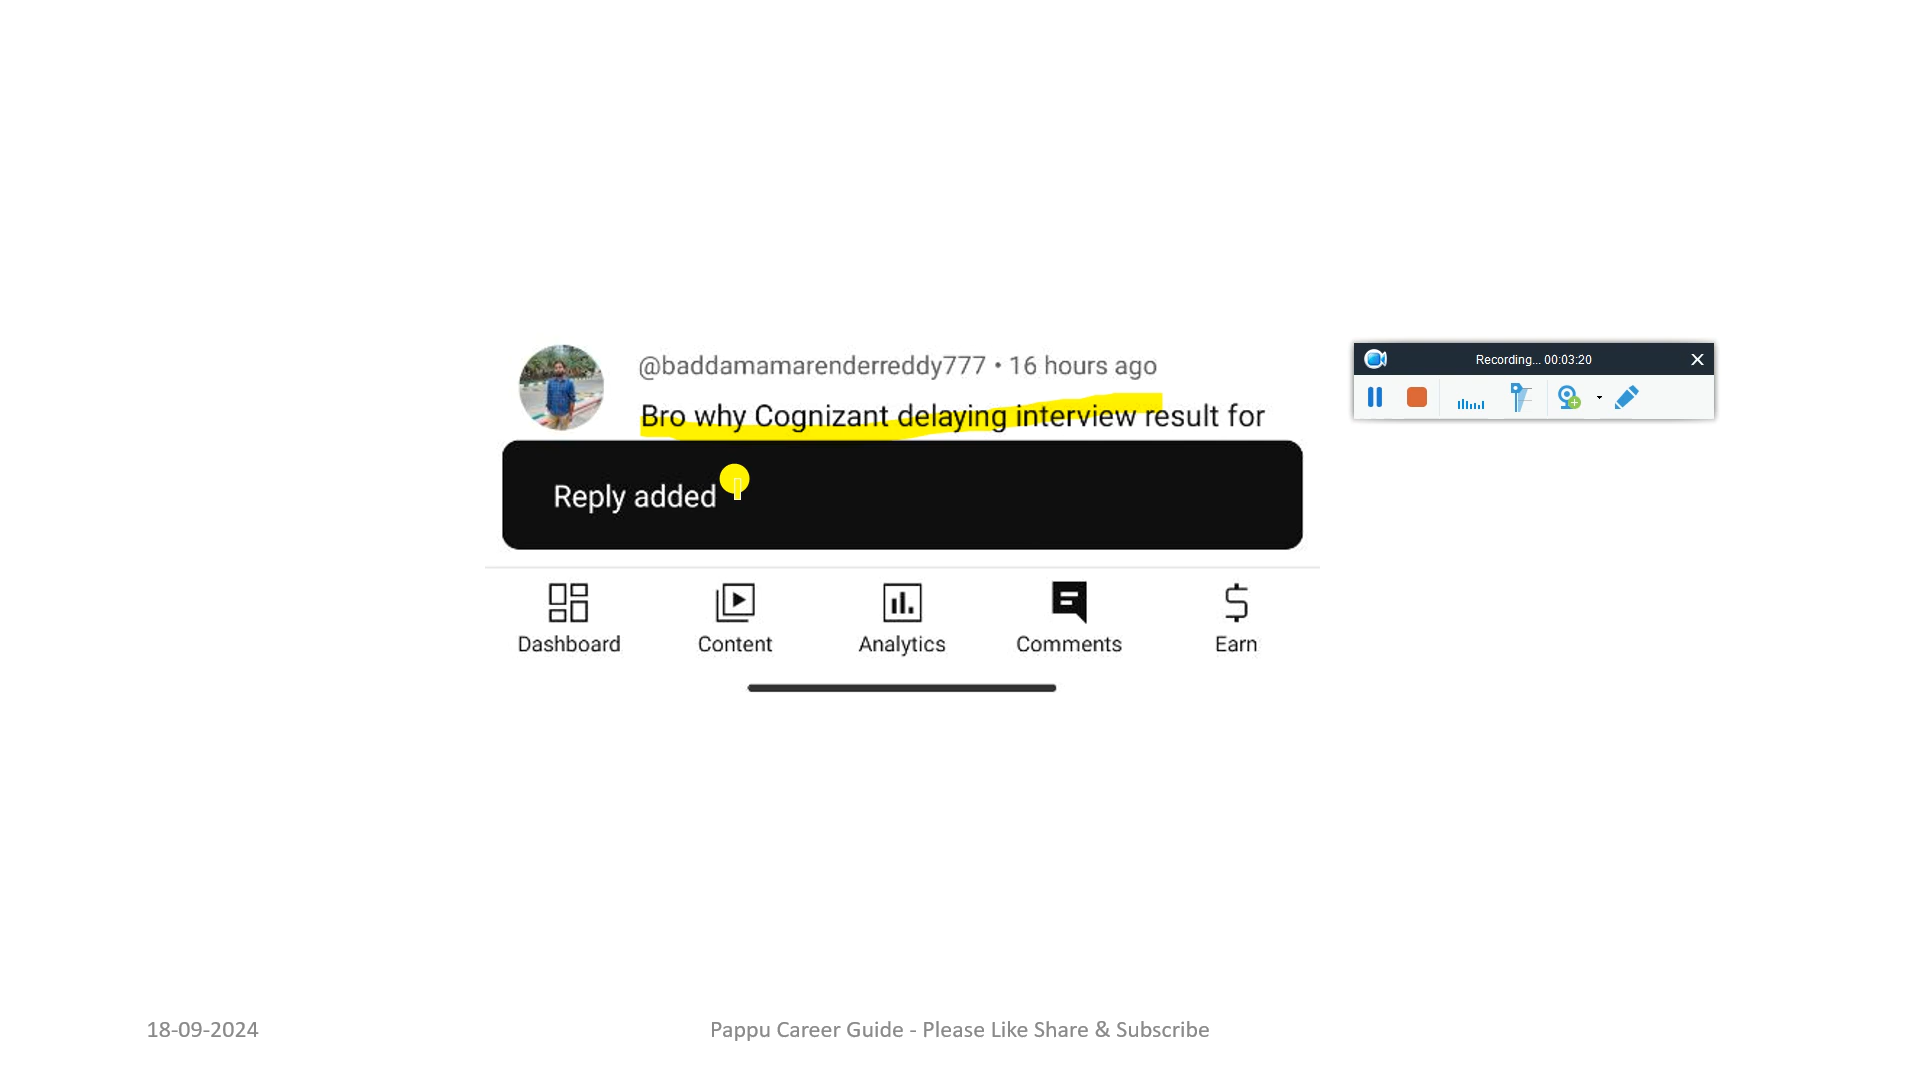 @baddamamarenderreddy777 • 16 hours ago
Bro why Cognizant delaying interview result for
Reply added
Dashboard Content Analytics Comments Earn
Recording... 00:03:20
18-09-2024 Pappu Career Guide - Please Like Share & Subscribe